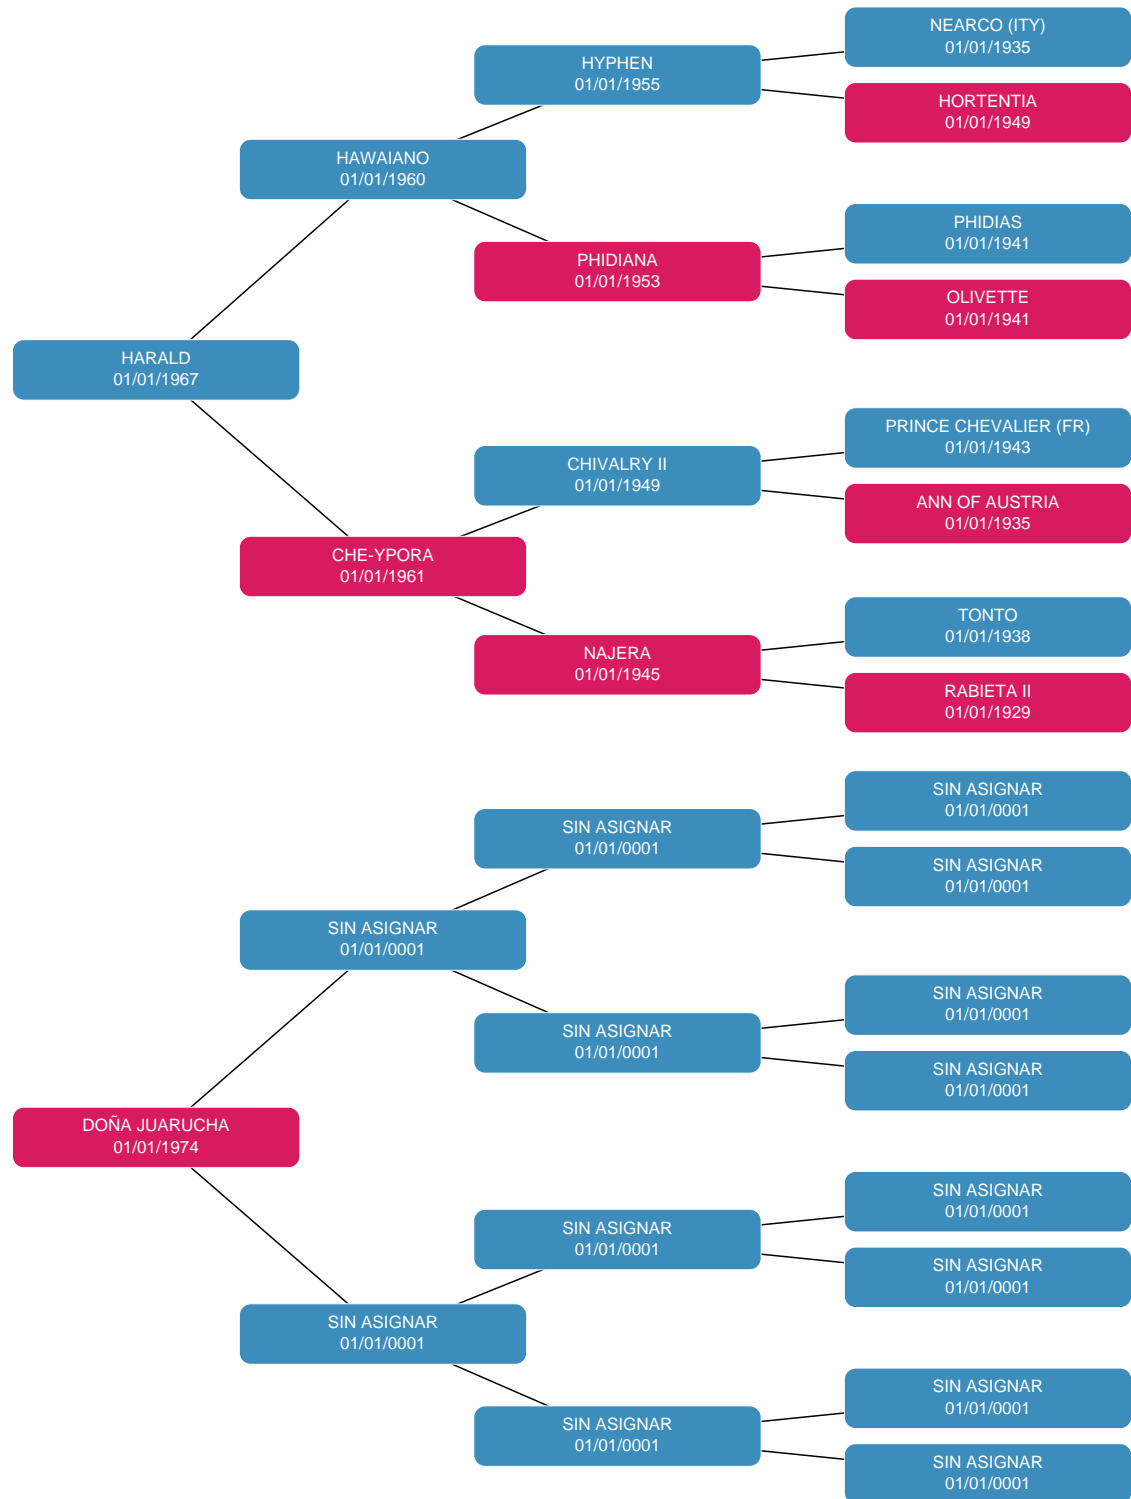 NEARCO (ITY)
01/01/1935
HYPHEN
01/01/1955
HORTENTIA
01/01/1949
HAWAIANO
01/01/1960
PHIDIAS
01/01/1941
PHIDIANA
01/01/1953
OLIVETTE
01/01/1941
HARALD
01/01/1967
PRINCE CHEVALIER (FR)
01/01/1943
CHIVALRY II
01/01/1949
ANN OF AUSTRIA
01/01/1935
CHE-YPORA
01/01/1961
TONTO
01/01/1938
NAJERA
01/01/1945
RABIETA II
01/01/1929
SIN ASIGNAR
01/01/0001
SIN ASIGNAR
01/01/0001
SIN ASIGNAR
01/01/0001
SIN ASIGNAR
01/01/0001
SIN ASIGNAR
01/01/0001
SIN ASIGNAR
01/01/0001
SIN ASIGNAR
01/01/0001
DOÑA JUARUCHA
01/01/1974
SIN ASIGNAR
01/01/0001
SIN ASIGNAR
01/01/0001
SIN ASIGNAR
01/01/0001
SIN ASIGNAR
01/01/0001
SIN ASIGNAR
01/01/0001
SIN ASIGNAR
01/01/0001
SIN ASIGNAR
01/01/0001